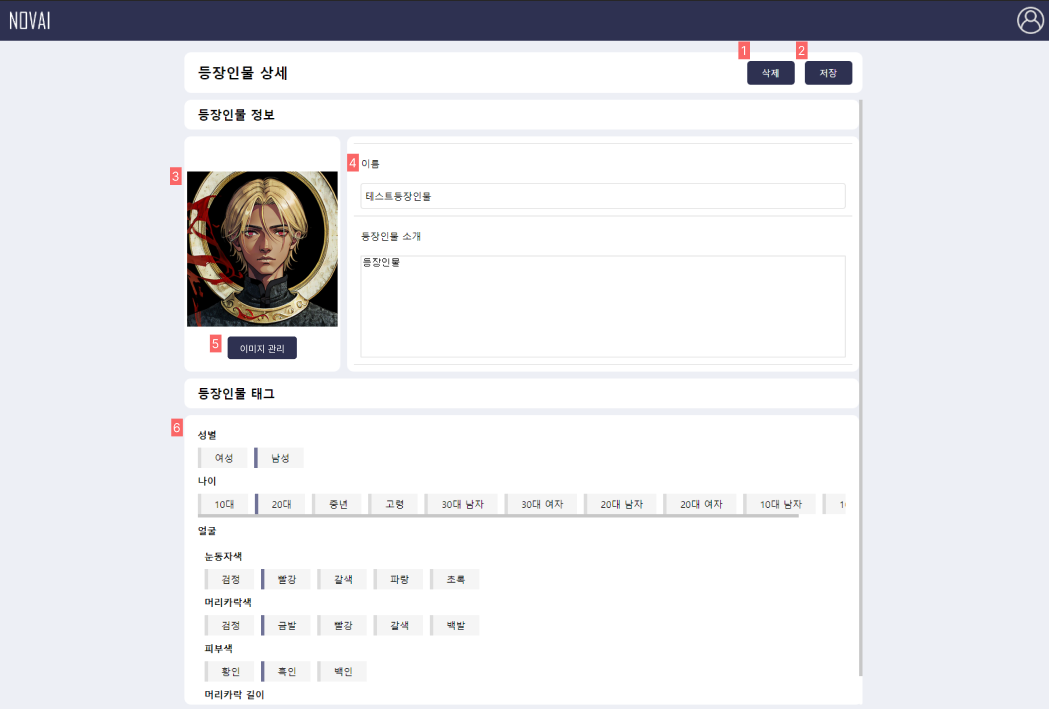 NOVAI
1 2
등장인물 상세 삭제 저장
등장인물 정보
3
4 이름
테스트등장인물
등장인물 소개
등장인물
5 이미지 관리
등장인물 태그
6
성별
여성 남성
나이
10대 20대 중년 고령 30대 남자 30대 여자 20대 남자 20대 여자 10대 남자
얼굴
눈동자색
검정 빨강 갈색 파랑 초록
머리카락색
검정 금발 빨강 갈색 백발
피부색
황인 흑인 백인
머리카락 길이